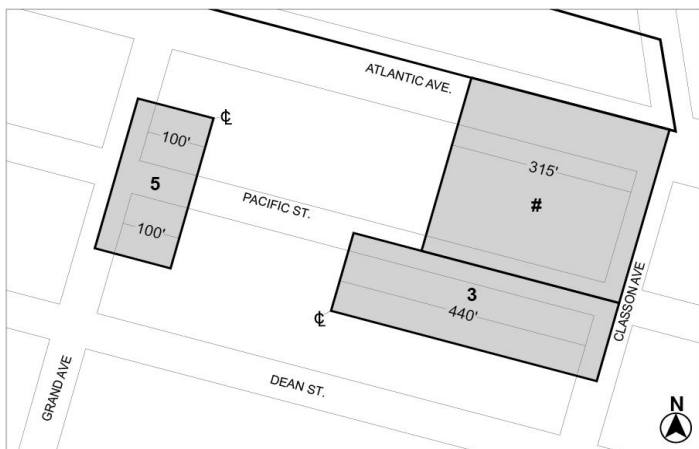 ATLANTIC AVE.
℄
100'
315'
5
#
PACIFIC ST.
100'
3
440'
℄
CLASSON AVE
DEAN ST.
GRAND AVE
N